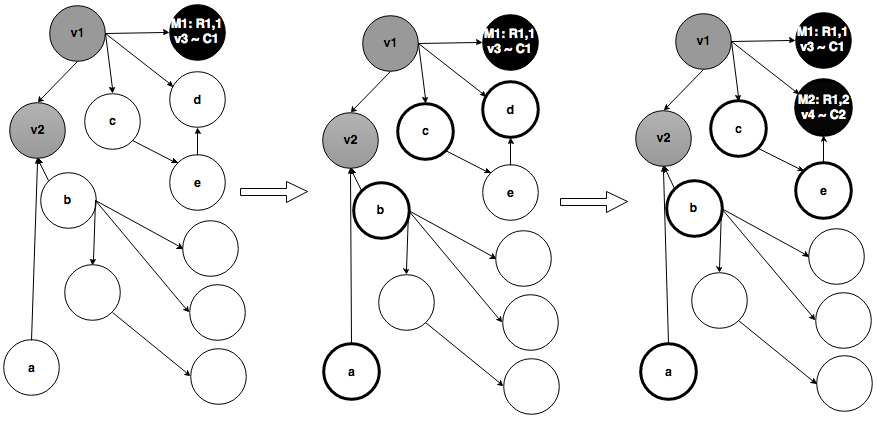 v1
M1: R1,1
v3 ~ C1
d
c
v2
e
b
a
v1
M1: R1,1
v3 ~ C1
d
c
v2
e
b
a
v1
M1: R1,1
v3 ~ C1
M2: R1,2
v4 ~ C2
c
v2
e
b
a